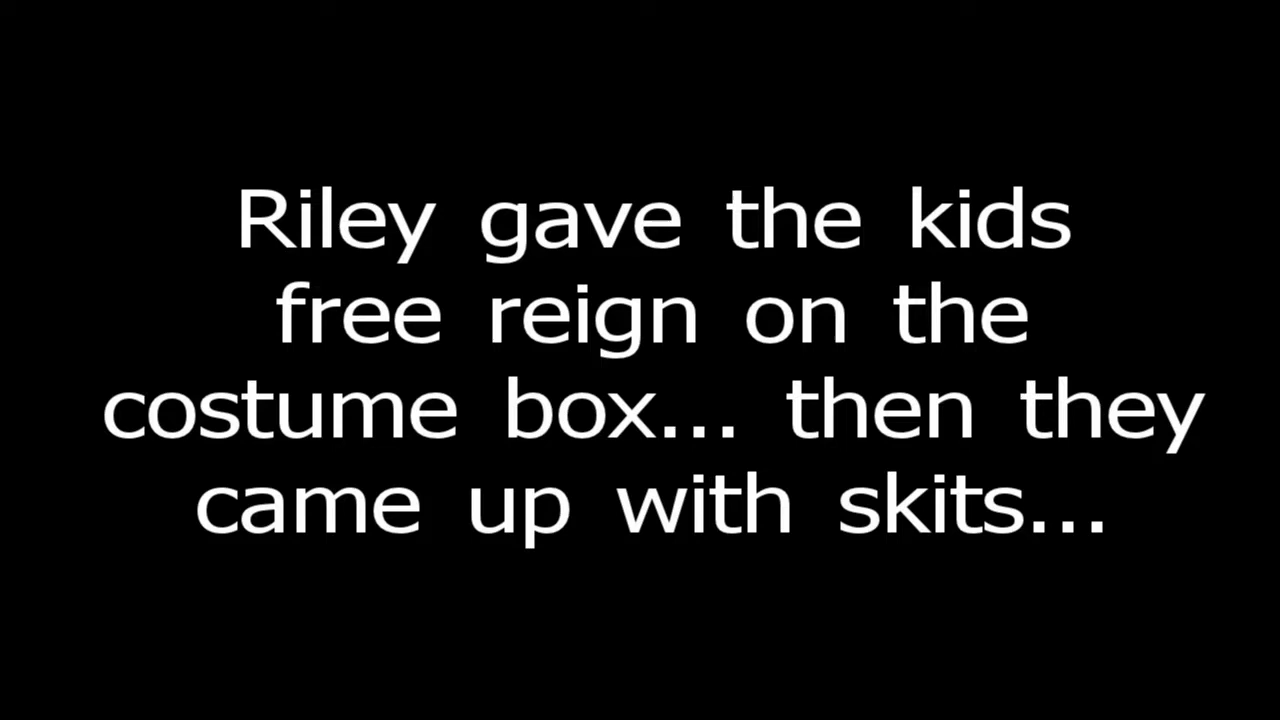 Riley gave the kids
free reign on the
costume box... then they
came up with skits...